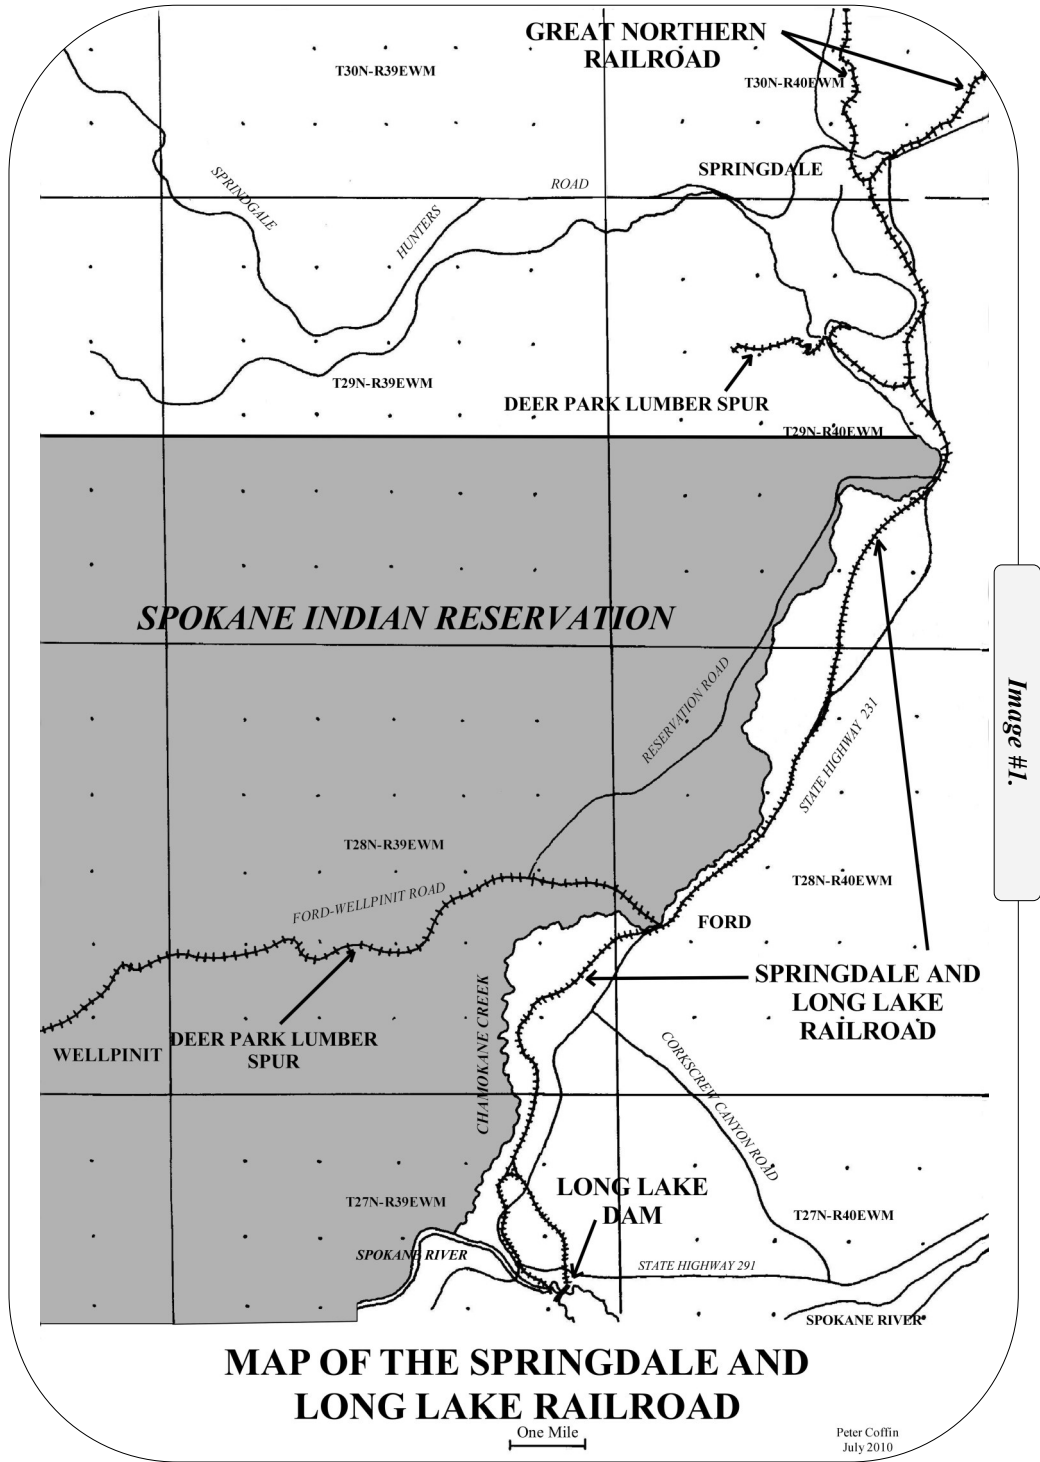 GREAT NORTHERN
RAILROAD
T30N-R39EWM
T30N-R40EWM
SPRINGDALE
ROAD
SPRINDGALE
HUNTERS
T29N-R39EWM
DEER PARK LUMBER SPUR
T29N-R40EWM
SPOKANE INDIAN RESERVATION
Image #1.
RESERVATION ROAD
STATE HIGHWAY 231
T28N-R39EWM
T28N-R40EWM
FORD-WELLPINIT ROAD
FORD
SPRINGDALE AND
LONG LAKE
RAILROAD
DEER PARK LUMBER
SPUR
WELLPINIT
CHAMOKANE CREEK
CORKSCREW CANYON ROAD
LONG LAKE
DAM
T27N-R39EWM
T27N-R40EWM
SPOKANE RIVER
STATE HIGHWAY 291
SPOKANE RIVER
MAP OF THE SPRINGDALE AND
LONG LAKE RAILROAD
One Mile
Peter Coffin
July 2010